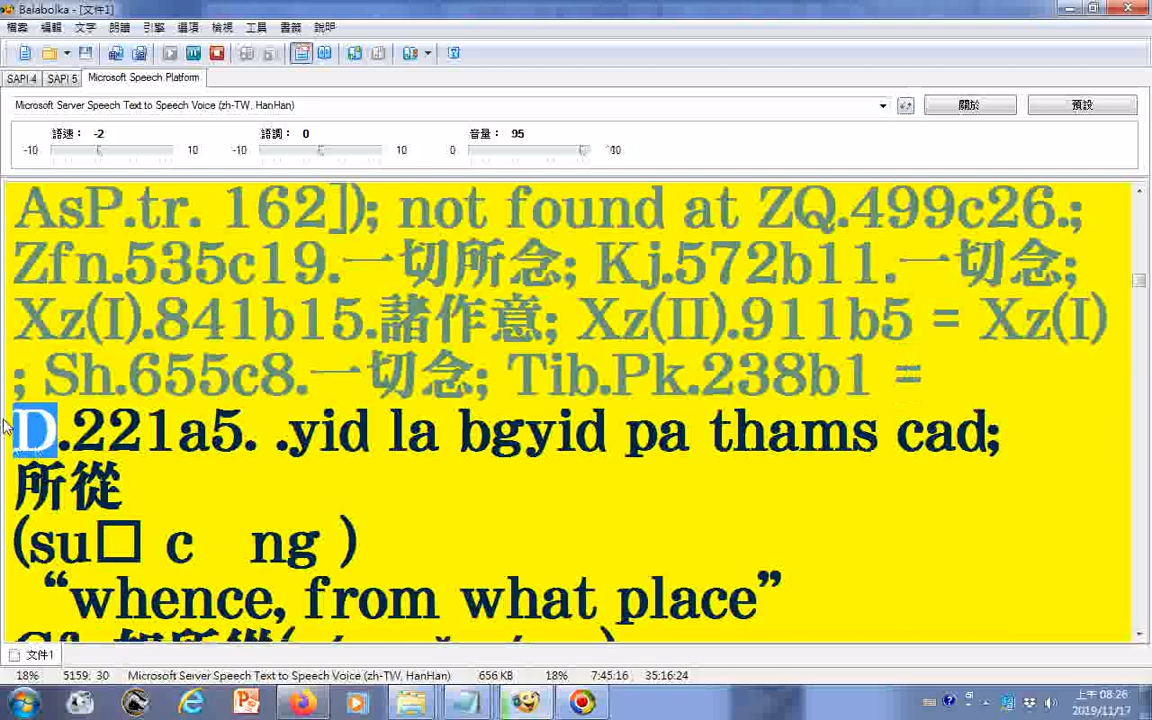 Balabolka - [文件1]
檔案 編輯 文字 朗讀 引擎 選項 檢視 工具 書籤 說明
SAPI 4 SAPI 5 Microsoft Speech Platform
Microsoft Server Speech Text to Speech Voice (zh-TW, HanHan) 關於 預設
語速： -2 語調： 0 音量： 95
-10 10 -10 10 0
AsP.tr. 162]); not found at ZQ.499c26.;
Zfn.535c19.一切所念; Kj.572b11.一切念;
Xz(I).841b15.諸作意; Xz(II).911b5 = Xz(I)
; Sh.655c8.一切念; Tib.Pk.238b1 =
D.221a5. .yid la bgyid pa thams cad;
所從
(su□ c ng )
“whence, from what place”
文件1
18% 5159, 30 Microsoft Server Speech Text to Speech Voice (zh-TW, HanHan) 656 KB 18% 7:45:16 35:16:24
上午 08:26
2019/11/17